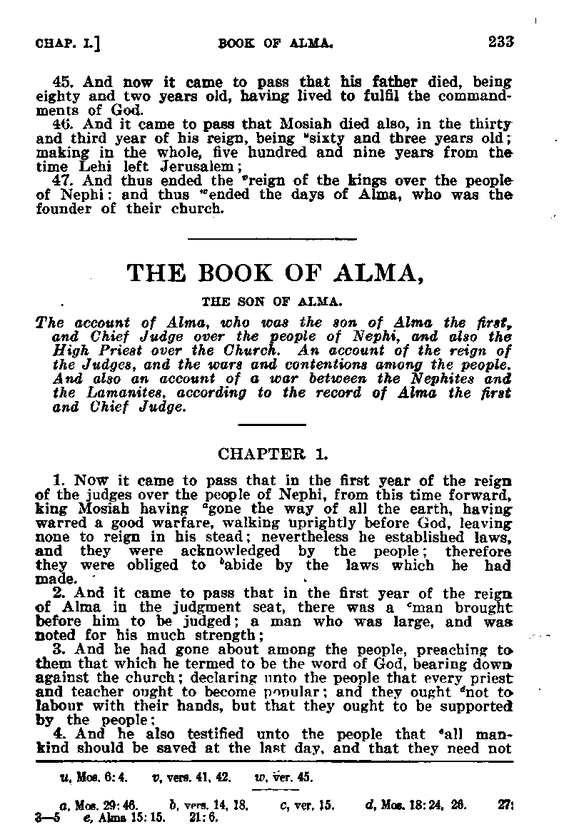 CHAP. I.] BOOK OF ALMA. 233
45. And now it came to pass that his father died, being
eighty and two years old, having lived to fulfil the command-
ments of God.
46. And it came to pass that Mosiah died also, in the thirty
and third year of his reign, being ᵘsixty and three years old;
making in the whole, five hundred and nine years from the
time Lehi left Jerusalem;
47. And thus ended the ᵛreign of the kings over the people
of Nephi: and thus ʷended the days of Alma, who was the
founder of their church.
THE BOOK OF ALMA,
THE SON OF ALMA.
The account of Alma, who was the son of Alma the first,
and Chief Judge over the people of Nephi, and also the
High Priest over the Church. An account of the reign of
the Judges, and the wars and contentions among the people.
And also an account of a war between the Nephites and
the Lamanites, according to the record of Alma the first
and Chief Judge.
CHAPTER 1.
1. Now it came to pass that in the first year of the reign
of the judges over the people of Nephi, from this time forward,
king Mosiah having ᵃgone the way of all the earth, having
warred a good warfare, walking uprightly before God, leaving
none to reign in his stead; nevertheless he established laws,
and they were acknowledged by the people; therefore
they were obliged to ᵇabide by the laws which he had
made.
2. And it came to pass that in the first year of the reign
of Alma in the judgment seat, there was a ᶜman brought
before him to be judged; a man who was large, and was
noted for his much strength;
3. And he had gone about among the people, preaching to
them that which he termed to be the word of God, bearing down
against the church; declaring unto the people that every priest
and teacher ought to become popular; and they ought ᵈnot to
labour with their hands, but that they ought to be supported
by the people:
4. And he also testified unto the people that ᵉall man-
kind should be saved at the last day, and that they need not
u, Mos. 6:4. v, vers. 41, 42. w, ver. 45.
a, Mos. 29:46. b, vers. 14, 18. c, ver. 15. d, Mos. 18:24, 26. 27:
3—5 e, Alma 15:15. 21:6.